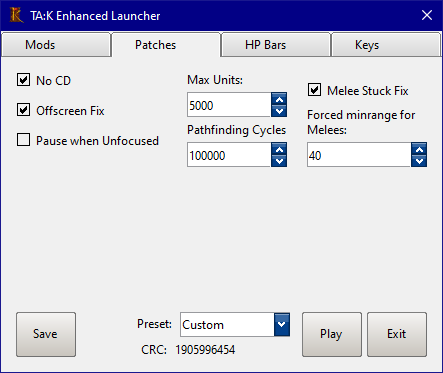 TA:K Enhanced Launcher
Mods
Patches
HP Bars
Keys
No CD
Offscreen Fix
Pause when Unfocused
Max Units:
5000
Pathfinding Cycles
100000
Melee Stuck Fix
Forced minrange for
Melees:
40
Save
Preset:
Custom
CRC: 1905996454
Play
Exit